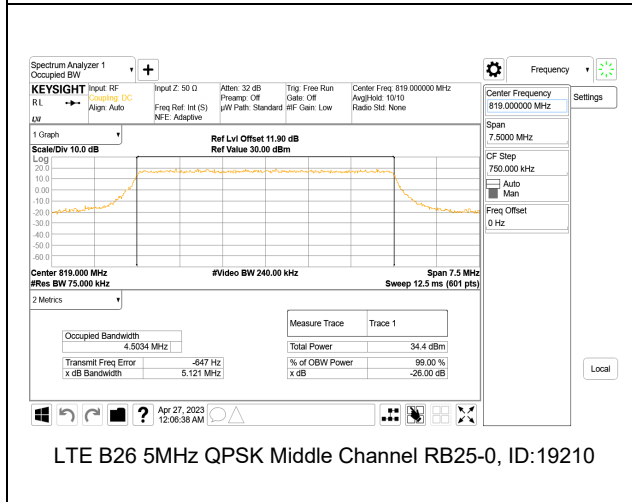 Spectrum Analyzer 1
Occupied BW
KEYSIGHT
RL
Input: RF
Coupling: DC
Align: Auto
Input Z: 50 Ω
Freq Ref: Int (S)
NFE: Adaptive
Atten: 32 dB
Preamp: Off
µW Path: Standard
Trig: Free Run
Gate: Off
#IF Gain: Low
Center Freq: 819.000000 MHz
Avg|Hold: 10/10
Radio Std: None
1 Graph
Scale/Div 10.0 dB
Ref Lvl Offset 11.90 dB
Ref Value 30.00 dBm
Log
20.0
10.0
0.00
-10.0
-20.0
-30.0
-40.0
-50.0
-60.0
Center 819.000 MHz
#Video BW 240.00 kHz
Span 7.5 MHz
#Res BW 75.000 kHz
Sweep 12.5 ms (601 pts)
2 Metrics
Measure Trace
Trace 1
Occupied Bandwidth
4.5034 MHz
Total Power
34.4 dBm
Transmit Freq Error
-647 Hz
% of OBW Power
99.00 %
x dB Bandwidth
5.121 MHz
x dB
-26.00 dB
Apr 27, 2023
12:06:38 AM
Frequency
Center Frequency
819.000000 MHz
Settings
Span
7.5000 MHz
CF Step
750.000 kHz
Auto
Man
Freq Offset
0 Hz
Local
LTE B26 5MHz QPSK Middle Channel RB25-0, ID:19210